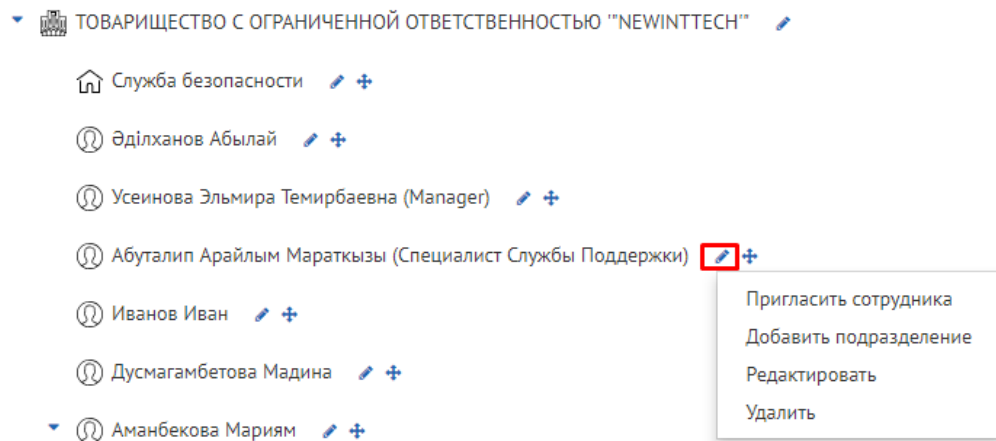 ТОВАРИЩЕСТВО С ОГРАНИЧЕННОЙ ОТВЕТСТВЕННОСТЬЮ '"NEWINTTECH'"
Служба безопасности
Әділханов Абылай
Усеинова Эльмира Темирбаевна (Manager)
Абуталип Арайлым Мараткызы (Специалист Службы Поддержки)
Пригласить сотрудника
Иванов Иван
Добавить подразделение
Редактировать
Дусмагамбетова Мадина
Удалить
Аманбекова Мариям